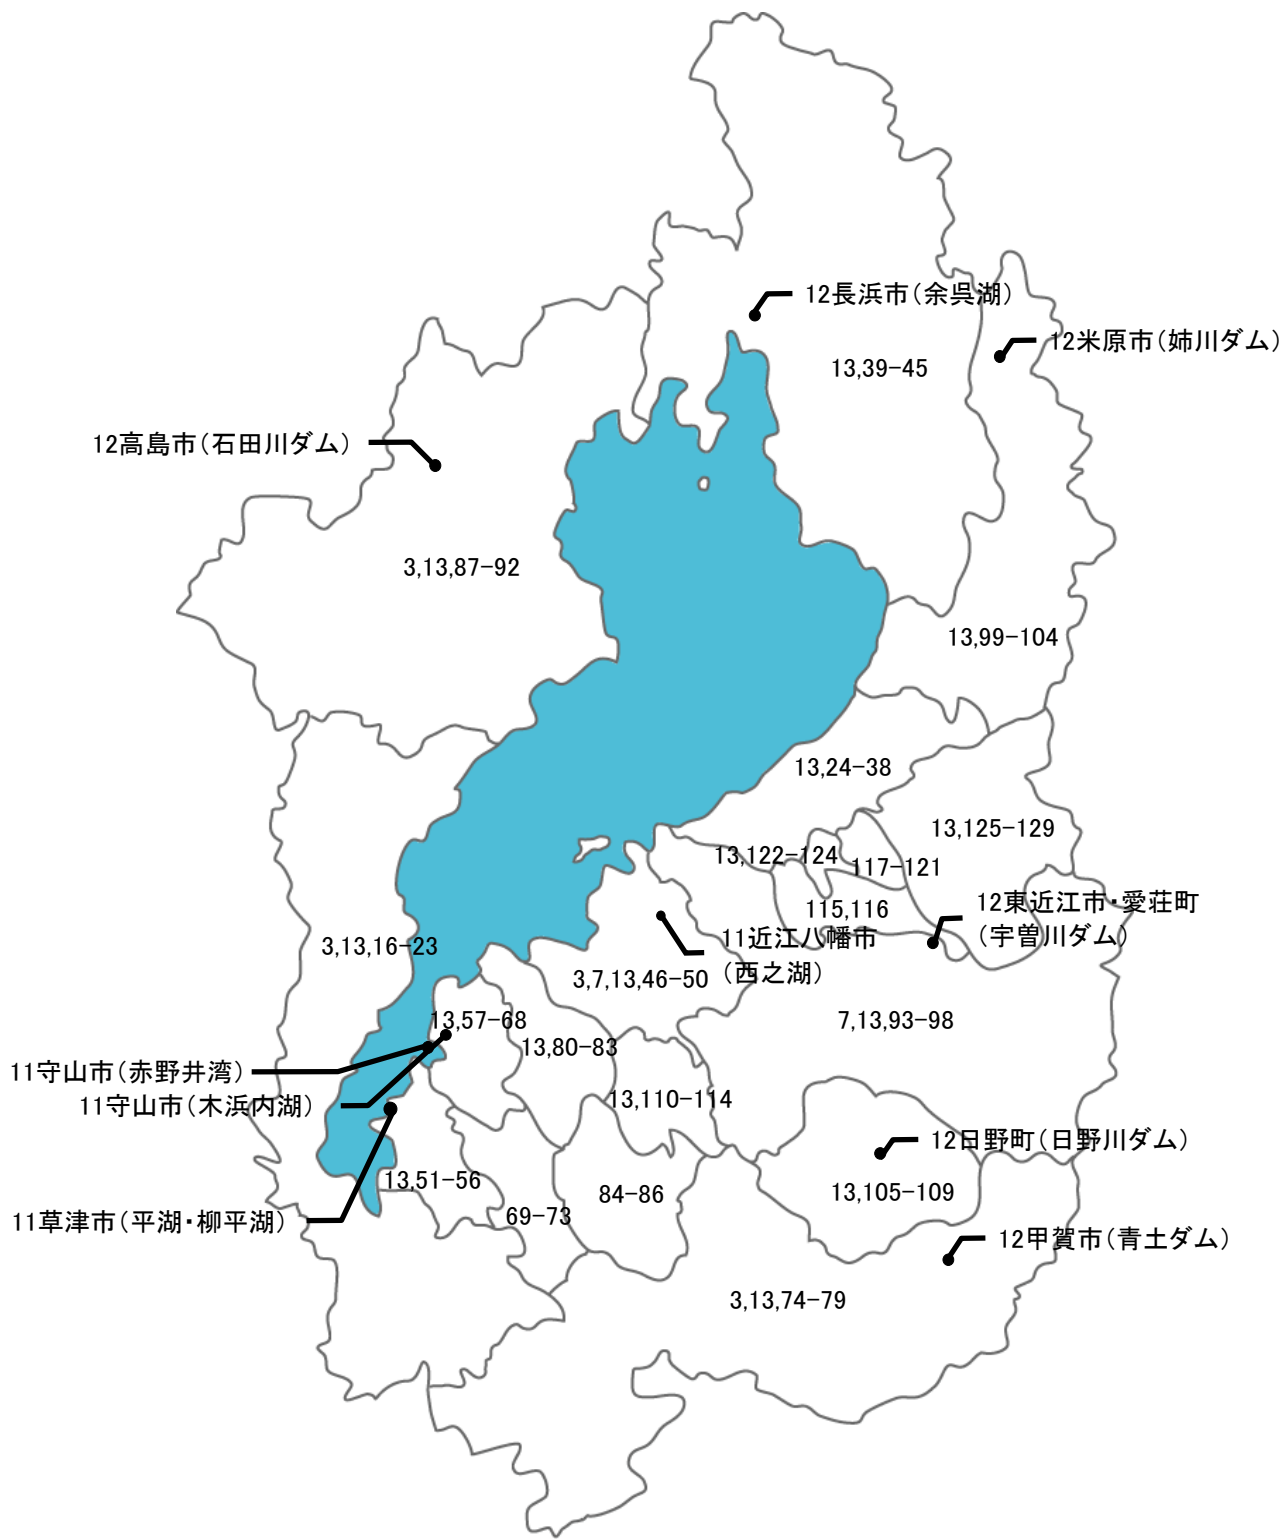 12長浜市(余呉湖)
12米原市(姉川ダム)
13,39-45
12高島市(石田川ダム)
3,13,87-92
13,99-104
13,24-38
13,125-129
13,122-124
117-121
115,116
12東近江市・愛荘町
(宇曽川ダム)
3,13,16-23
11近江八幡市
(西之湖)
3,7,13,46-50
13,57-68
7,13,93-98
13,80-83
11守山市(赤野井湾)
11守山市(木浜内湖)
13,110-114
12日野町(日野川ダム)
13,51-56
84-86
13,105-109
11草津市(平湖・柳平湖)
69-73
12甲賀市(青土ダム)
3,13,74-79